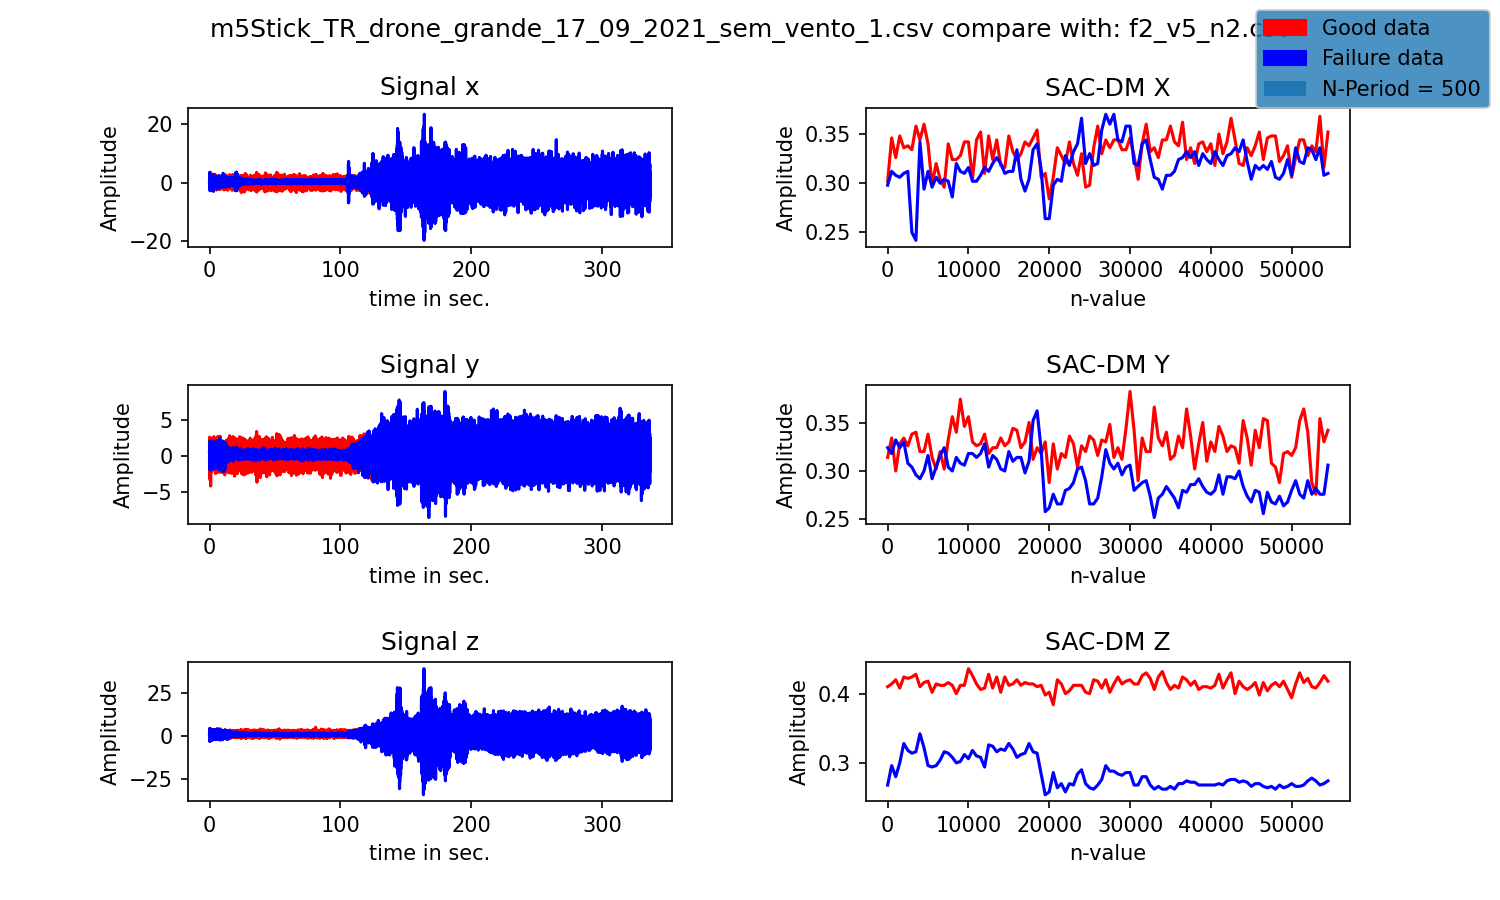 m5Stick_TR_drone_grande_17_09_2021_sem_vento_1.csv compare with: f2_v5_n2.csv
Good data
Failure data
N-Period = 500
Signal x
Amplitude
20
0
−20
0 100 200 300
time in sec.
SAC-DM X
Amplitude
0.35
0.30
0.25
0 10000 20000 30000 40000 50000
n-value
Signal y
Amplitude
5
0
−5
0 100 200 300
time in sec.
SAC-DM Y
Amplitude
0.35
0.30
0.25
0 10000 20000 30000 40000 50000
n-value
Signal z
Amplitude
25
0
−25
0 100 200 300
time in sec.
SAC-DM Z
Amplitude
0.4
0.3
0 10000 20000 30000 40000 50000
n-value